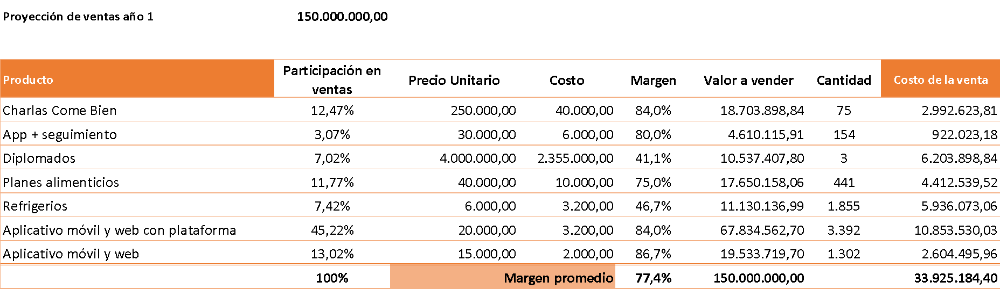 Proyección de ventas año 1 150.000.000,00
Producto Participación en ventas Precio Unitario Costo Margen Valor a vender Cantidad Costo de la venta
Charlas Come Bien 12,47% 250.000,00 40.000,00 84,0% 18.703.898,84 75 2.992.623,81
App + seguimiento 3,07% 30.000,00 6.000,00 80,0% 4.610.115,91 154 922.023,18
Diplomados 7,02% 4.000.000,00 2.355.000,00 41,1% 10.537.407,80 3 6.203.898,84
Planes alimenticios 11,77% 40.000,00 10.000,00 75,0% 17.650.158,06 441 4.412.539,52
Refrigerios 7,42% 6.000,00 3.200,00 46,7% 11.130.136,99 1.855 5.936.073,06
Aplicativo móvil y web con plataforma 45,22% 20.000,00 3.200,00 84,0% 67.834.562,70 3.392 10.853.530,03
Aplicativo móvil y web 13,02% 15.000,00 2.000,00 86,7% 19.533.719,70 1.302 2.604.495,96
100% Margen promedio 77,4% 150.000.000,00 33.925.184,40